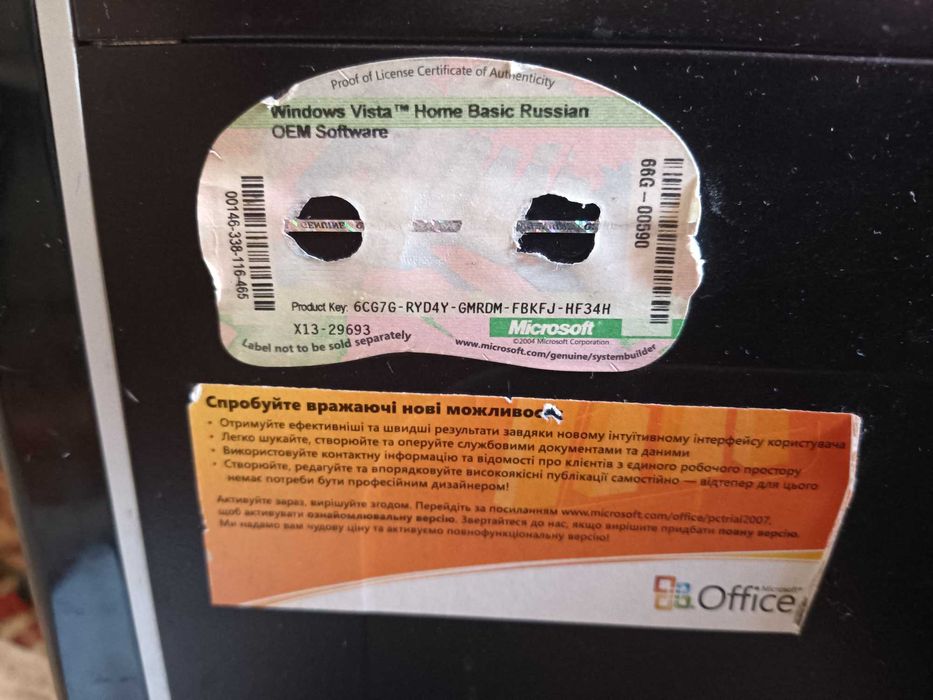 Proof of License Certificate of Authenticity
Windows Vista™ Home Basic Russian
OEM Software
00146-338-116-465
66G-00590
GENUINE
Product Key: 6CG7G-RYD4Y-GMRDM-FBKFJ-HF34H
X13-29693
Microsoft®
©2004 Microsoft Corporation
Label not to be sold separately
www.microsoft.com/genuine/systembuilder
Спробуйте вражаючі нові можливос
• Отримуйте ефективніші та швидші результати завдяки новому інтуїтивному інтерфейсу користувача
• Легко шукайте, створюйте та оперуйте службовими документами та даними
• Використовуйте контактну інформацію та відомості про клієнтів з єдиного робочого простору
• Створюйте, редагуйте та впорядковуйте високоякісні публікації самостійно — відтепер для цього
немає потреби бути професійним дизайнером!
Активуйте зараз, вирішуйте згодом. Перейдіть за посиланням www.microsoft.com/office/pctrial2007,
щоб активувати ознайомлювальну версію. Звертайтеся до нас, якщо вирішите придбати повну версію.
Ми надамо вам чудову ціну та активуємо повнофункціональну версію!
Microsoft®
Office